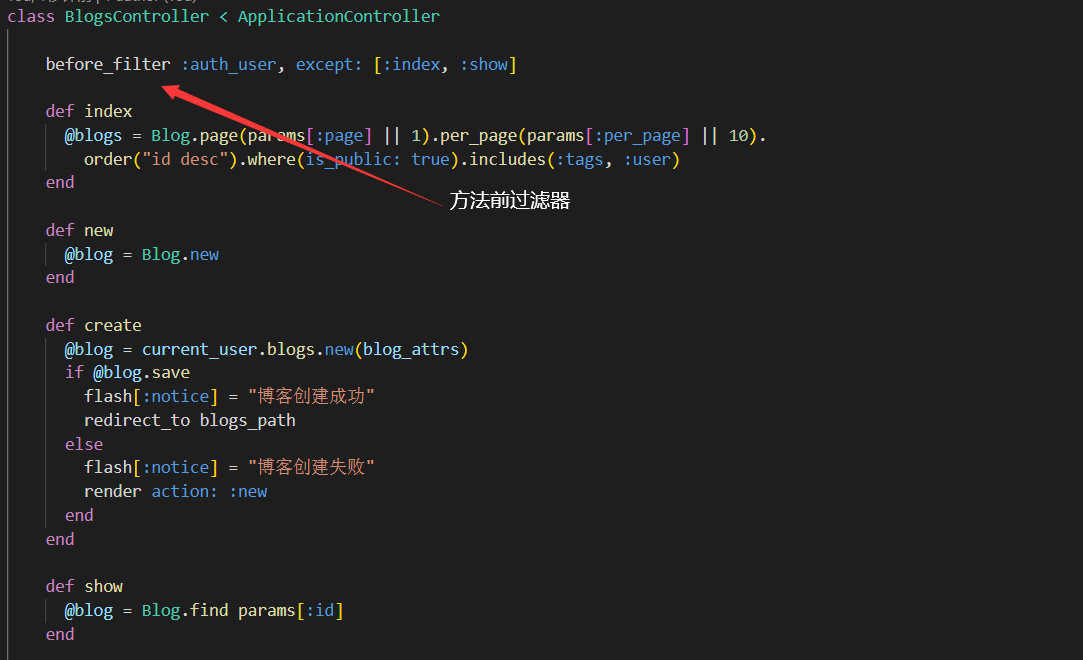 class BlogsController < ApplicationController
before_filter :auth_user, except: [:index, :show]
def index
@blogs = Blog.page(params[:page] || 1).per_page(params[:per_page] || 10).
order("id desc").where(is_public: true).includes(:tags, :user)
end
方法前过滤器
def new
@blog = Blog.new
end
def create
@blog = current_user.blogs.new(blog_attrs)
if @blog.save
flash[:notice] = "博客创建成功"
redirect_to blogs_path
else
flash[:notice] = "博客创建失败"
render action: :new
end
end
def show
@blog = Blog.find params[:id]
end